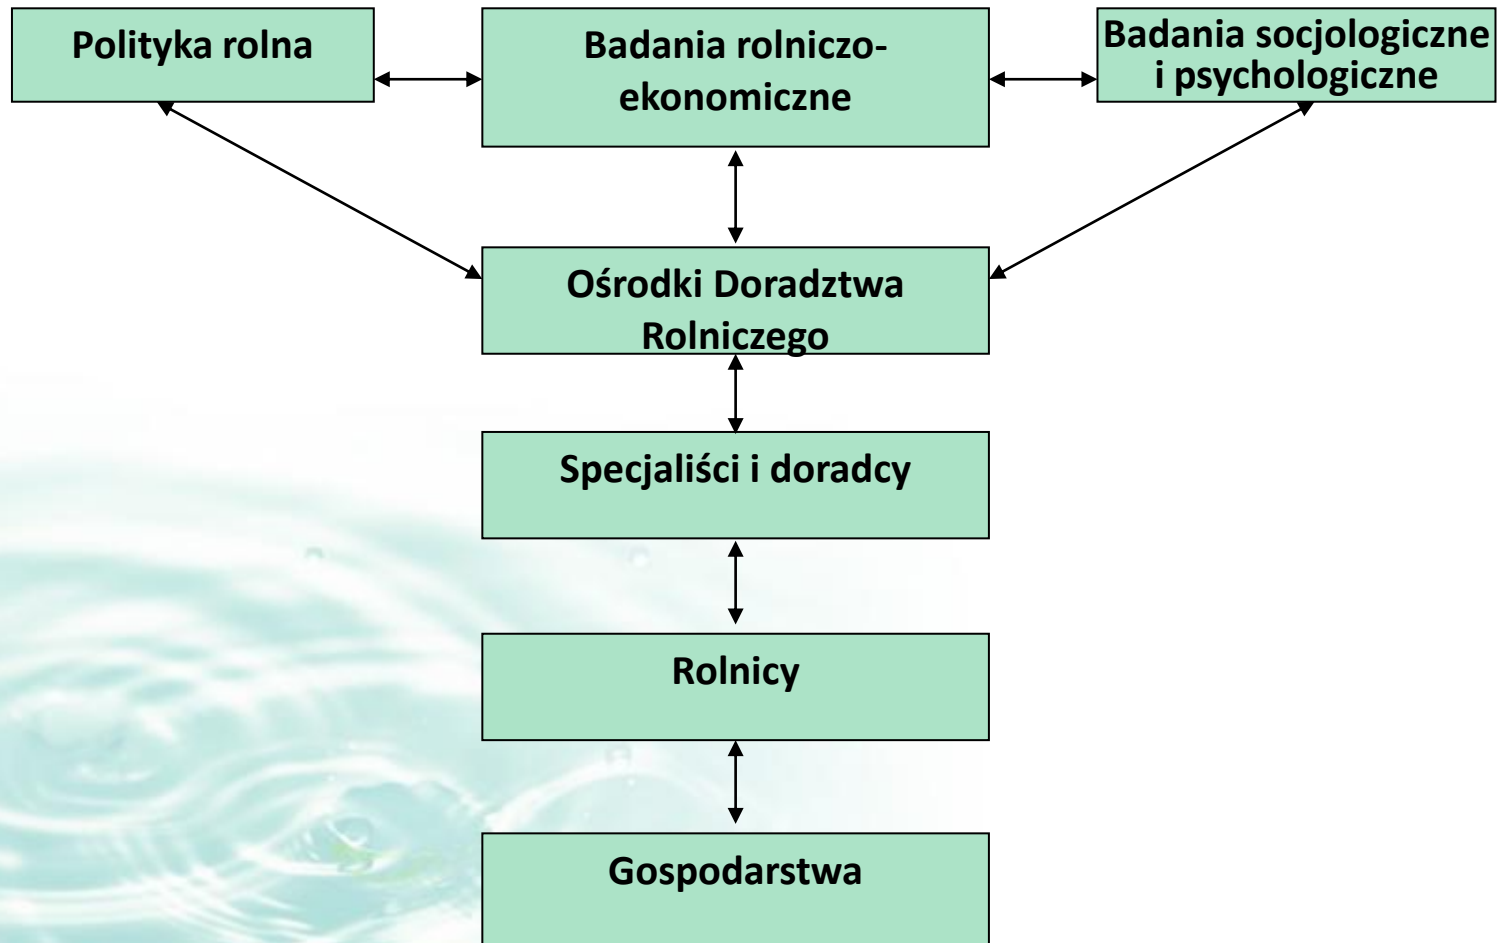 Polityka rolna
Badania rolniczo-
ekonomiczne
Badania socjologiczne
i psychologiczne
Ośrodki Doradztwa
Rolniczego
Specjaliści i doradcy
Rolnicy
Gospodarstwa